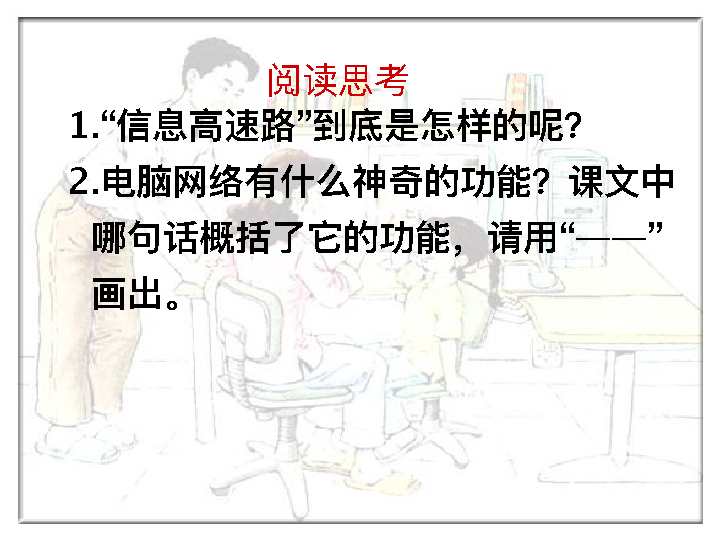 阅读思考
1.“信息高速路”到底是怎样的呢？
2.电脑网络有什么神奇的功能？课文中
哪句话概括了它的功能，请用“——”
画出。